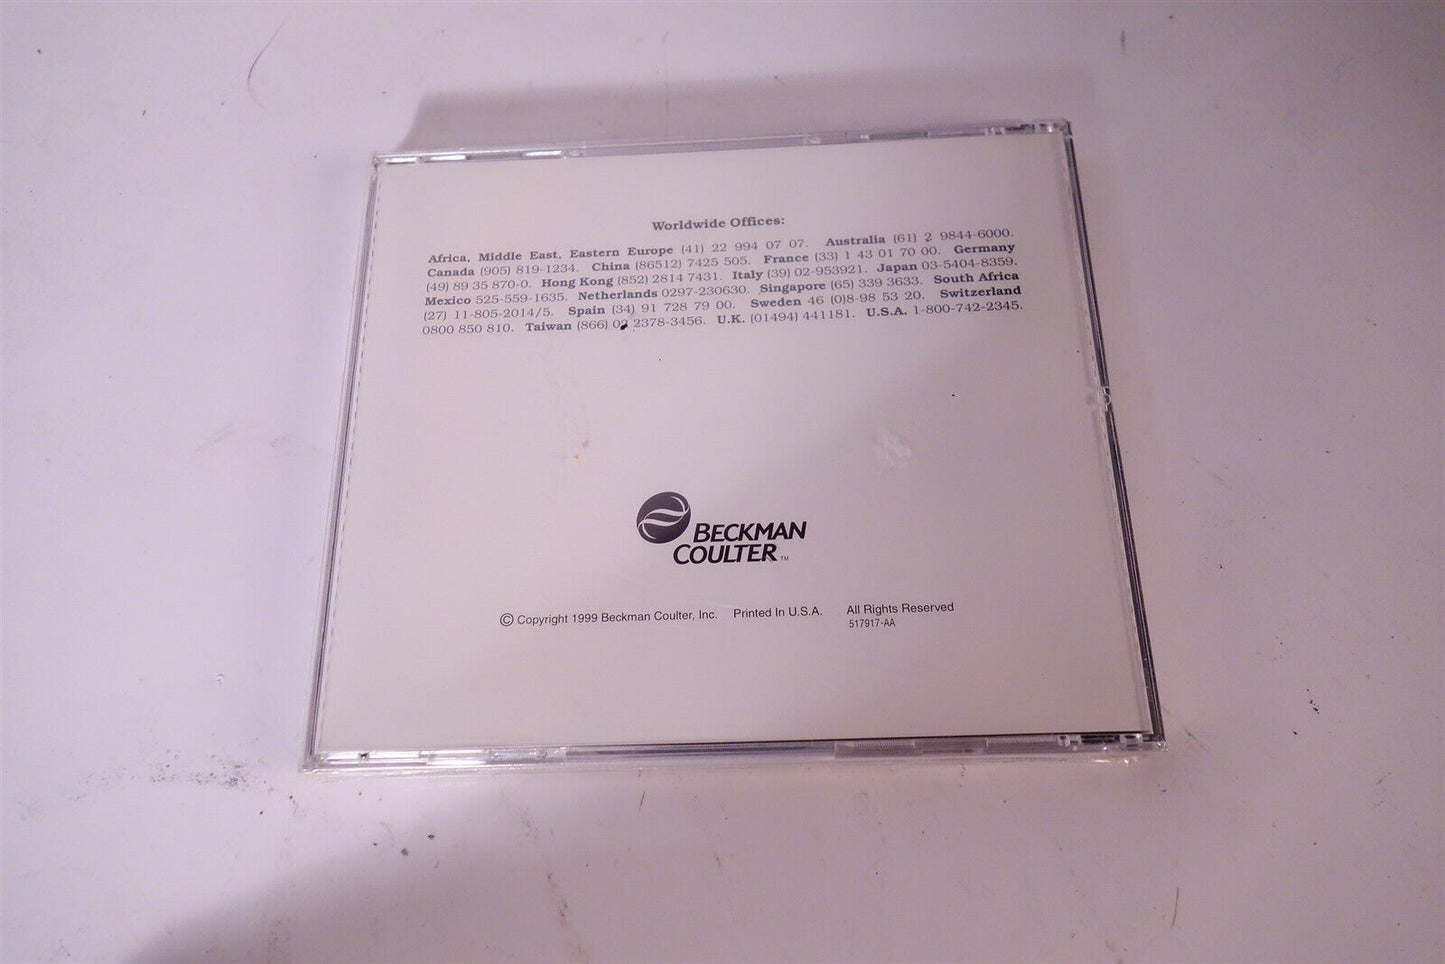 Worldwide Offices:
Africa, Middle East, Eastern Europe (41) 22 994 07 07. Australia (61) 2 9844-6000.
Canada (905) 819-1234. China (86512) 7425 505. France (33) 1 43 01 70 00. Germany
(49) 89 35 870-0. Hong Kong (852) 2814 7431. Italy (39) 02-953921. Japan 03-5404-8359.
Mexico 525-559-1635. Netherlands 0297-230630. Singapore (65) 339 3633. South Africa
(27) 11-805-2014/5. Spain (34) 91 728 79 00. Sweden 46 (0)8-98 53 20. Switzerland
0800 850 810. Taiwan (866) 02 2378-3456. U.K. (01494) 441181. U.S.A. 1-800-742-2345.
BECKMAN
COULTER™
© Copyright 1999 Beckman Coulter, Inc. Printed In U.S.A. All Rights Reserved
517917-AA